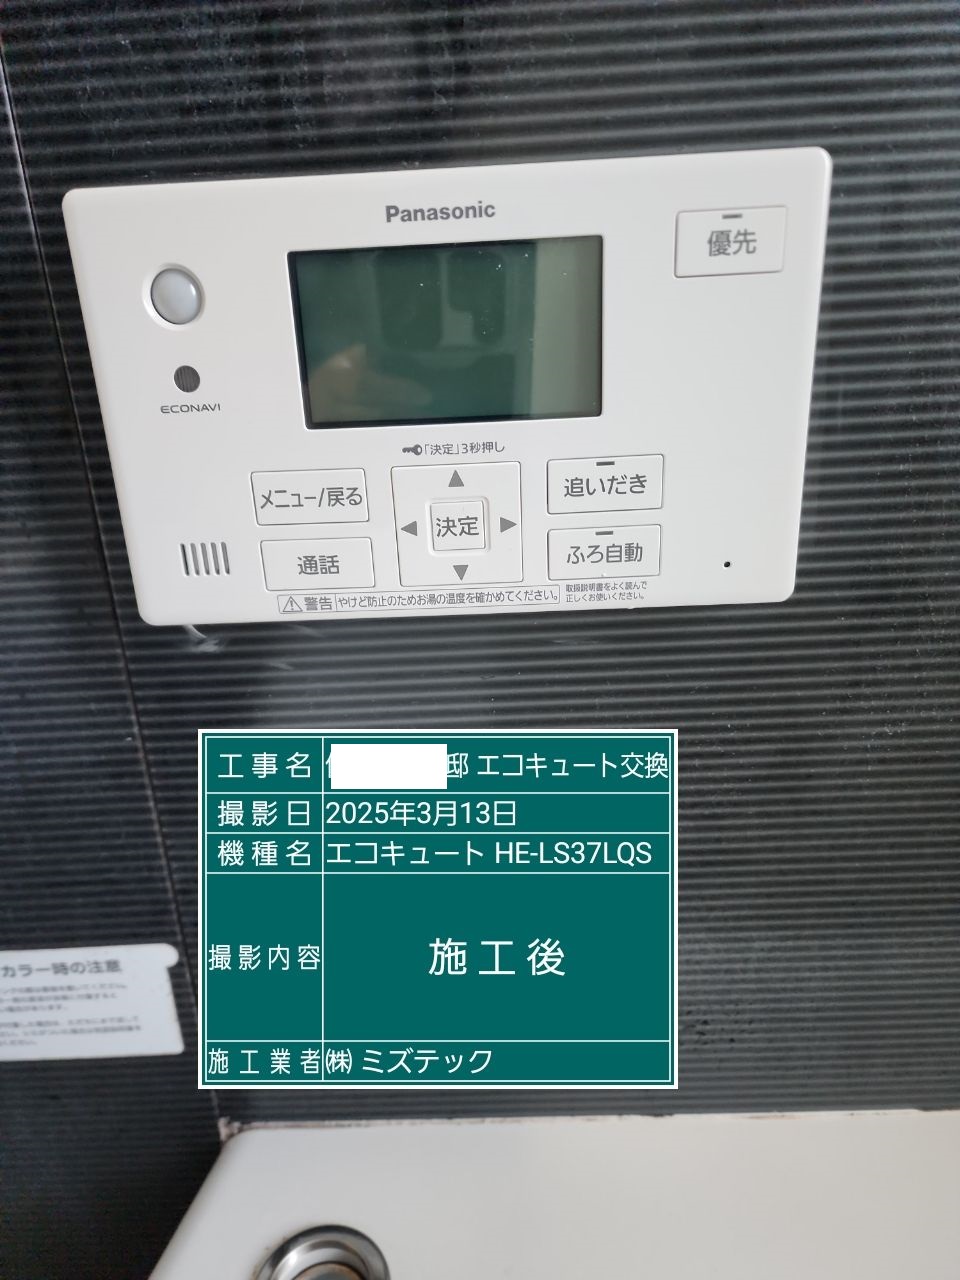 Panasonic
優先
ECONAVI
「決定」3秒押し
メニュー/戻る
決定
追いだき
通話
ふろ自動
警告 やけど防止のためお湯の温度を確かめてください。
取扱説明書をよく読んで
正しくお使いください。
工事名 邸 エコキュート交換
撮影日 2025年3月13日
機種名 エコキュート HE-LS37LQS
撮影内容 施工後
施工業者 ㈱ ミズテック
カラー時の注意